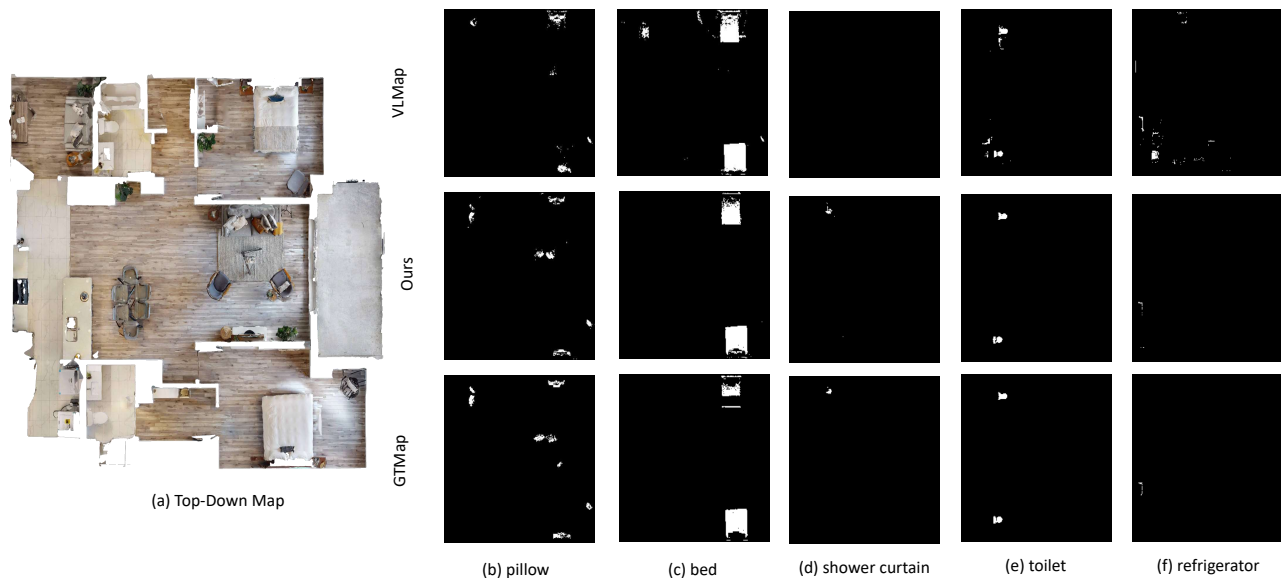 VLMap
Ours
GTMap
(a) Top-Down Map
(b) pillow
(c) bed
(d) shower curtain
(e) toilet
(f) refrigerator